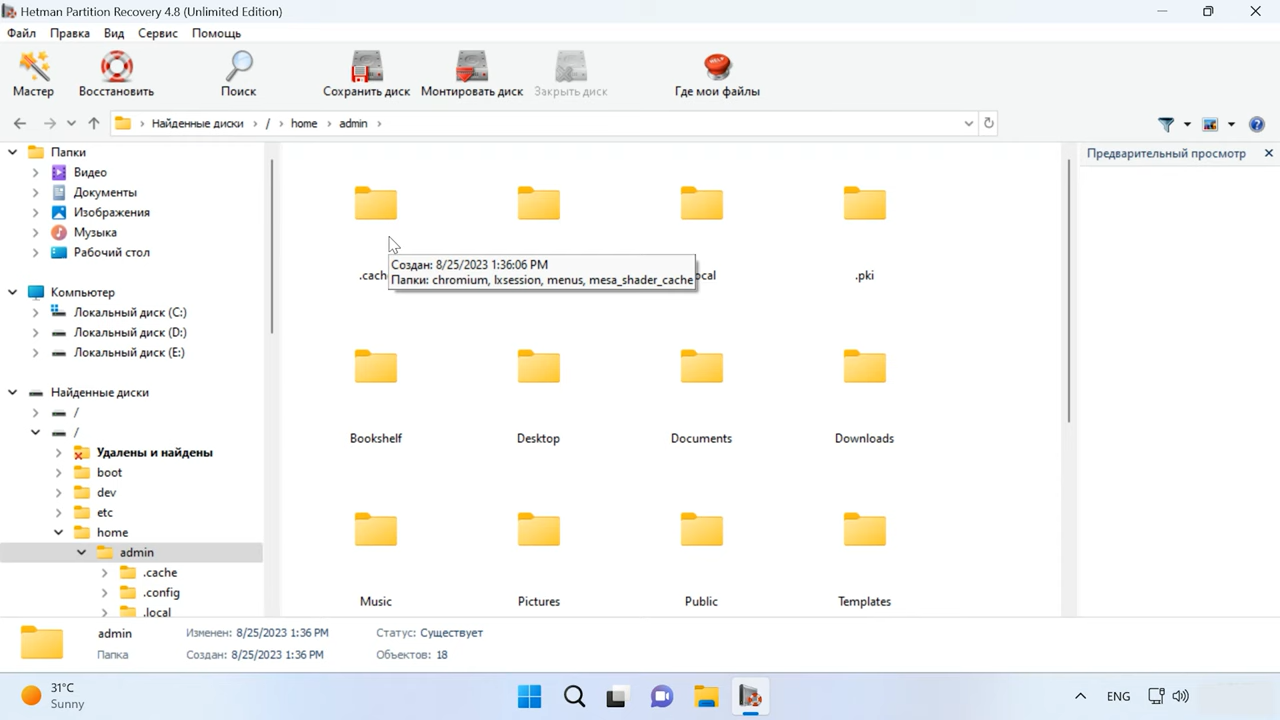 Hetman Partition Recovery 4.8 (Unlimited Edition)
Файл Правка Вид Сервис Помощь
Мастер Восстановить Поиск Сохранить диск Монтировать диск Закрыть диск Где мои файлы
Найденные диски / home admin
Предварительный просмотр
Папки
Видео
Документы
Изображения
Музыка
Рабочий стол
Компьютер
Локальный диск (C:)
Локальный диск (D:)
Локальный диск (E:)
Найденные диски
/
/
Удалены и найдены
boot
dev
etc
home
admin
.cache
.config
.local
Создан: 8/25/2023 1:36:06 PM
Папки: chromium, lxsession, menus, mesa_shader_cache
.pki
Bookshelf Desktop Documents Downloads
Music Pictures Public Templates
admin Изменен: 8/25/2023 1:36 PM Статус: Существует
Папка Создан: 8/25/2023 1:36 PM Объектов: 18
31°C
Sunny
ENG